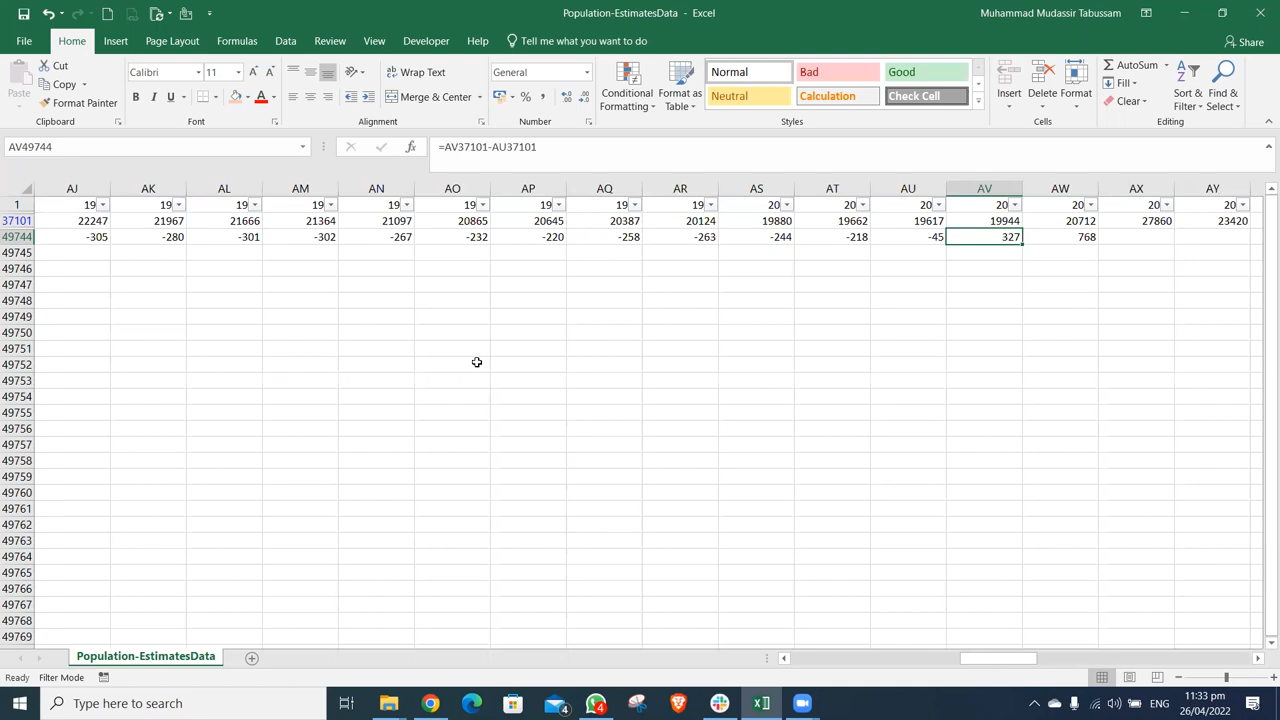 Population-EstimatesData - Excel
Muhammad Mudassir Tabussam
File Home Insert Page Layout Formulas Data Review View Developer Help Tell me what you want to do Share
Paste
Cut
Copy
Format Painter
Clipboard
Calibri 11
B I U
A
Font
Wrap Text
Merge & Center
Alignment
General
% ,
Number
Conditional Formatting
Format as Table
Normal Bad Good
Neutral Calculation Check Cell
Styles
Insert Delete Format
Cells
AutoSum
Fill
Clear
Sort & Filter
Find & Select
Editing
AV49744 fx =AV37101-AU37101
AJ AK AL AM AN AO AP AQ AR AS AT AU AV AW AX AY
1 19 19 19 19 19 19 19 19 19 20 20 20 20 20 20 20
37101 22247 21967 21666 21364 21097 20865 20645 20387 20124 19880 19662 19617 19944 20712 27860 23420
49744 -305 -280 -301 -302 -267 -232 -220 -258 -263 -244 -218 -45 327 768
49745
49746
49747
49748
49749
49750
49751
49752
49753
49754
49755
49756
49757
49758
49759
49760
49761
49762
49763
49764
49765
49766
49767
49768
49769
Population-EstimatesData
Ready Filter Mode
Type here to search
4
4
ENG
11:33 pm
26/04/2022